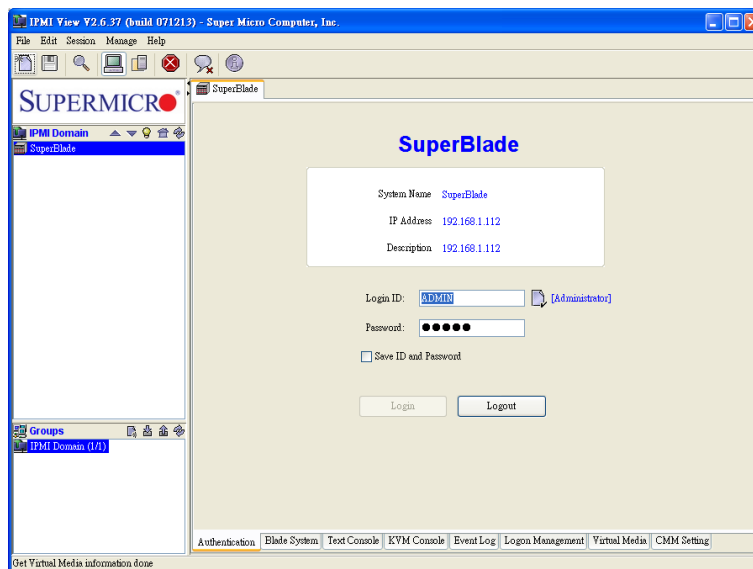 IPMI View V2.6.37 (build 071213) - Super Micro Computer, Inc.
File Edit Session Manage Help
SUPERMICRO
SuperBlade
IPMI Domain
SuperBlade
SuperBlade
System Name SuperBlade
IP Address 192.168.1.112
Description 192.168.1.112
Login ID: ADMIN [Administrator]
Password: ●●●●●
Save ID and Password
Login Logout
Groups
IPMI Domain (1/1)
Authentication Blade System Text Console KVM Console Event Log Logon Management Virtual Media CMM Setting
Get Virtual Media information done